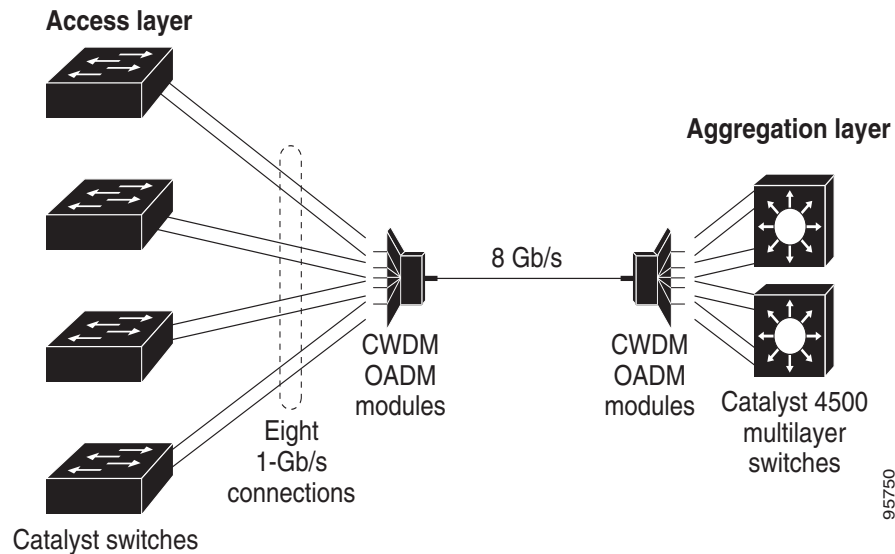 Access layer
Aggregation layer
8 Gb/s
CWDM
OADM
modules
CWDM
OADM
modules
Eight
1-Gb/s
connections
Catalyst 4500
multilayer
switches
Catalyst switches
95750